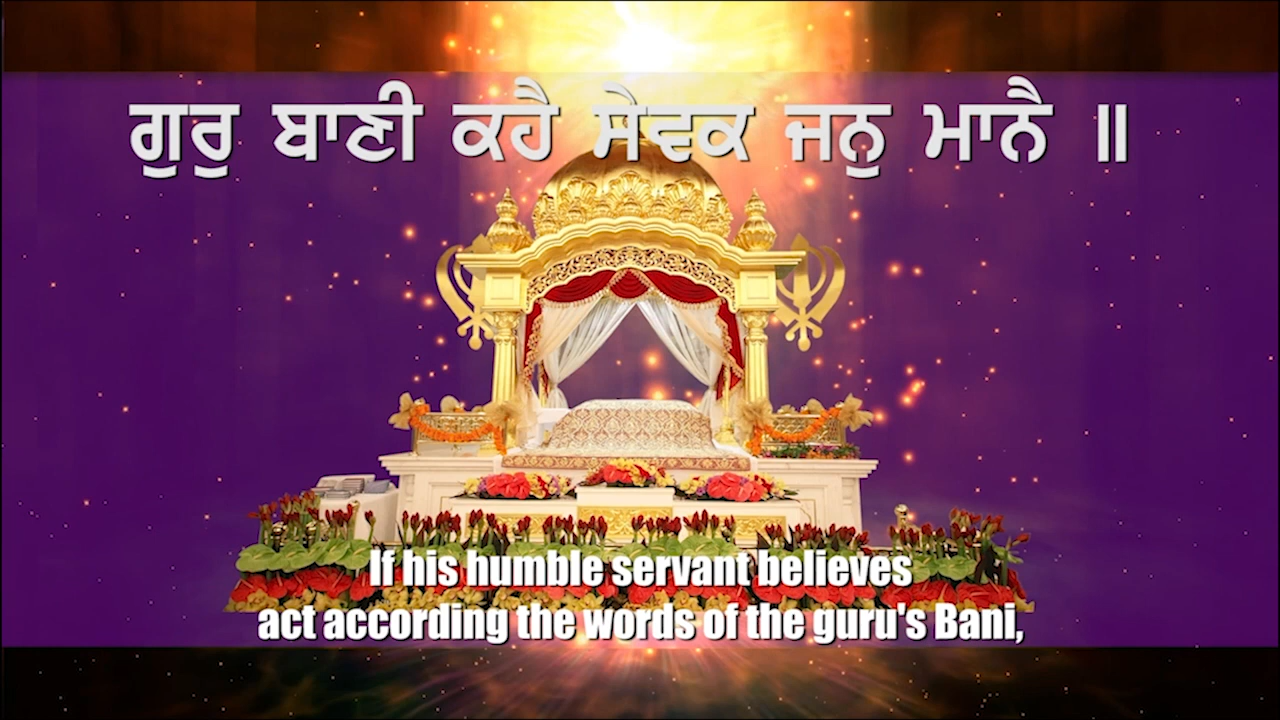 ਗੁਰੁ ਬਾਣੀ ਕਹੈ ਸੇਵਕ ਜਨੁ ਮਾਨੈ ॥
If his humble servant believes
act according the words of the guru's Bani,